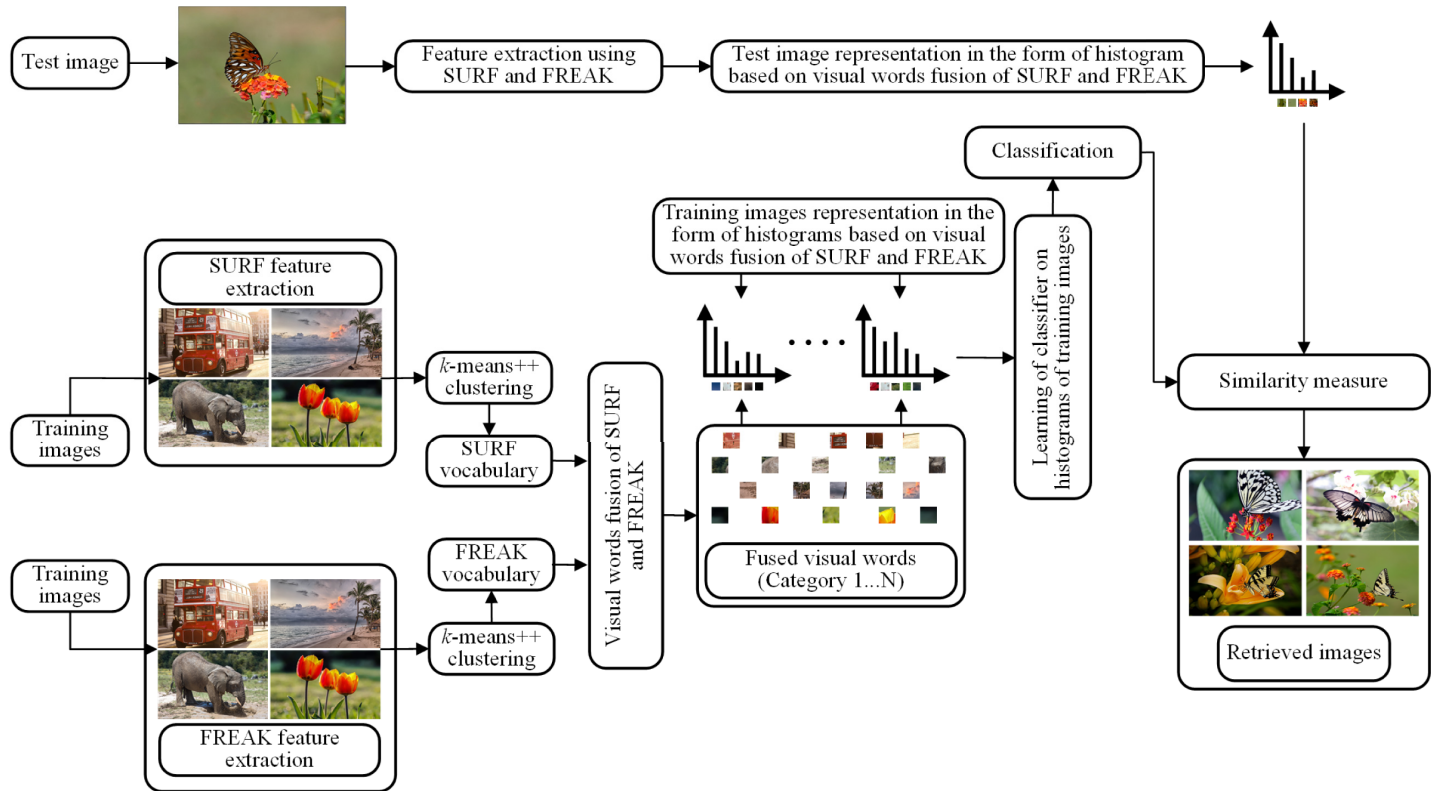 Test image
Feature extraction using
SURF and FREAK
Test image representation in the form of histogram
based on visual words fusion of SURF and FREAK
Classification
Training images representation in the
form of histograms based on visual
words fusion of SURF and FREAK
Learning of classifier on
histograms of training images
SURF feature
extraction
Training
images
k-means++
clustering
SURF
vocabulary
Visual words fusion of SURF
and FREAK
Similarity measure
FREAK
vocabulary
k-means++
clustering
Training
images
Fused visual words
(Category 1...N)
Retrieved images
FREAK feature
extraction